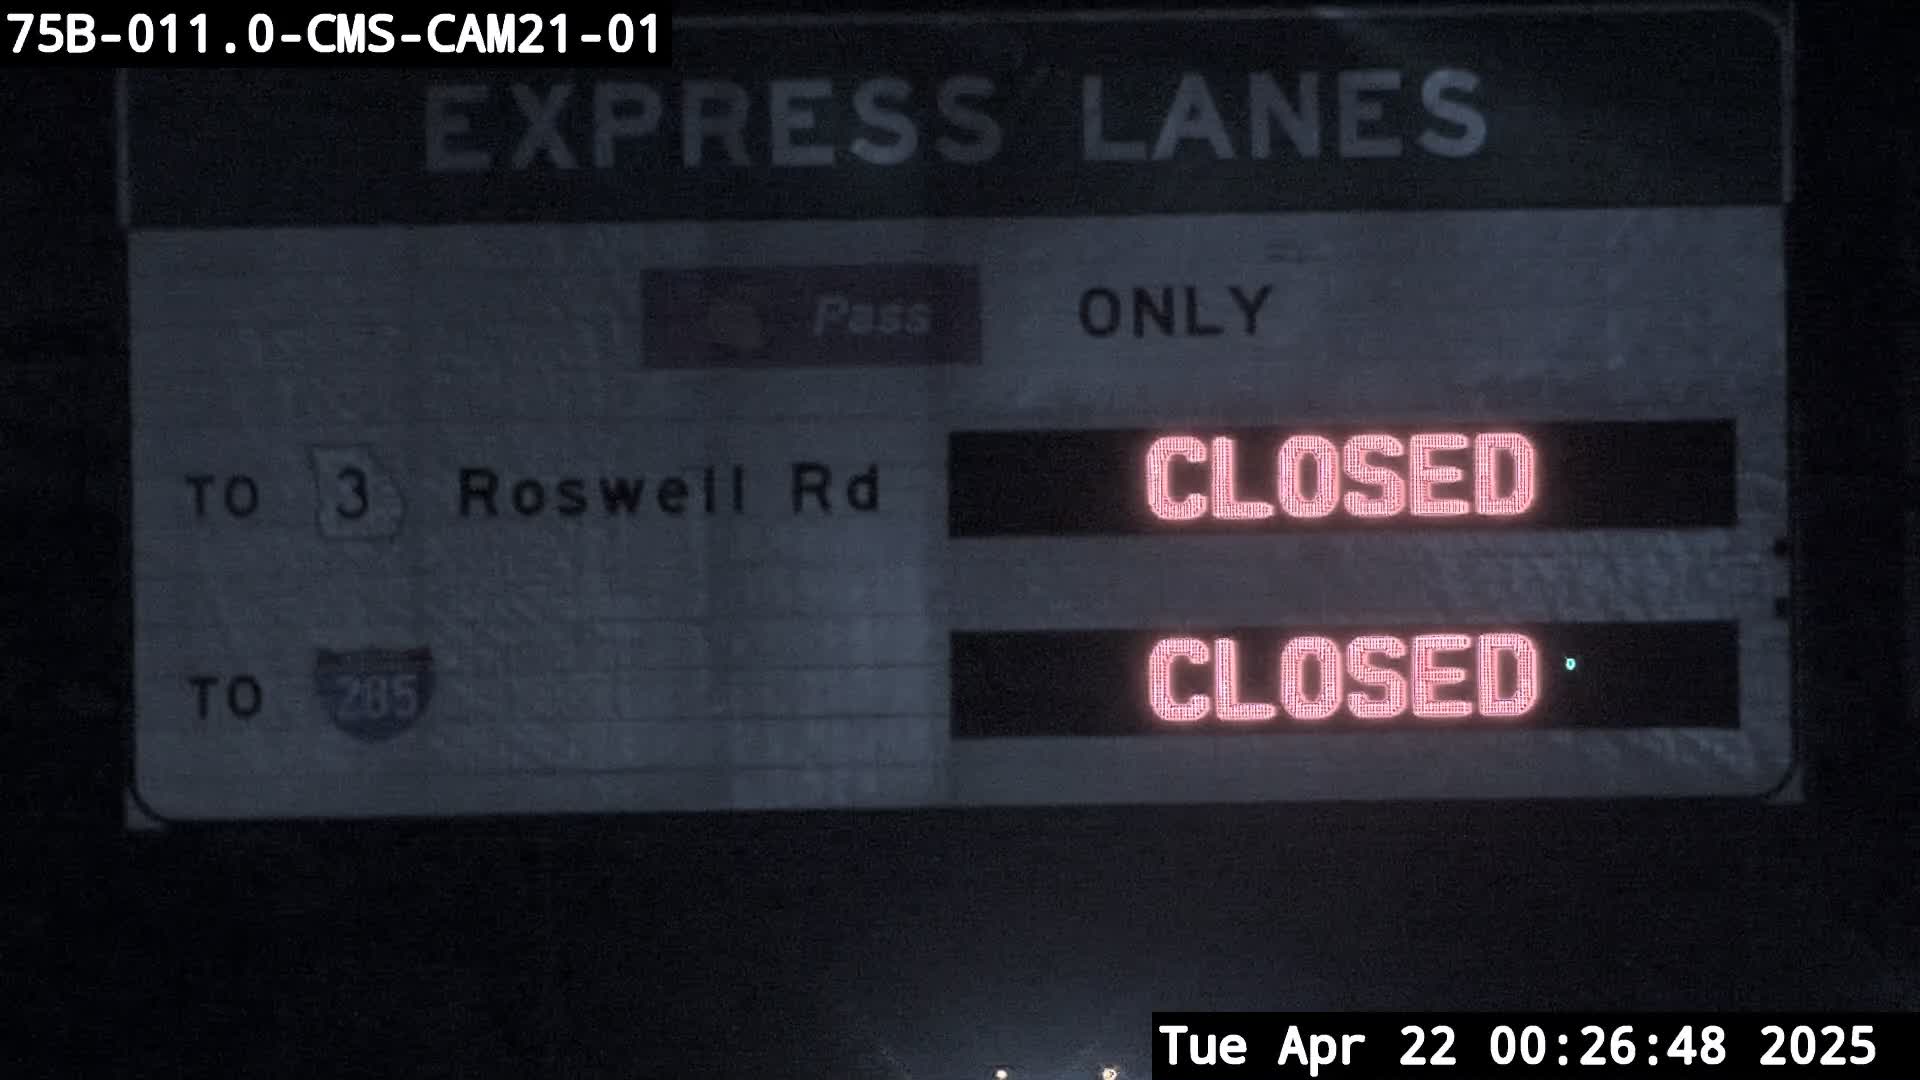 75B-011.0-CMS-CAM21-01
EXPRESS LANES
Pass ONLY
TO 3 Roswell Rd CLOSED
TO 285 CLOSED
Tue Apr 22 00:26:48 2025